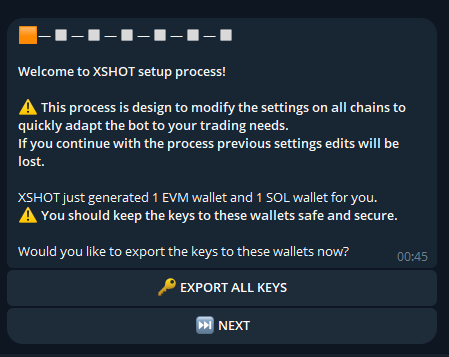 Welcome to XSHOT setup process!
⚠️ This process is design to modify the settings on all chains to
quickly adapt the bot to your trading needs.
If you continue with the process previous settings edits will be
lost.
XSHOT just generated 1 EVM wallet and 1 SOL wallet for you.
⚠️ You should keep the keys to these wallets safe and secure.
Would you like to export the keys to these wallets now?
00:45
🔑 EXPORT ALL KEYS
⏭️ NEXT